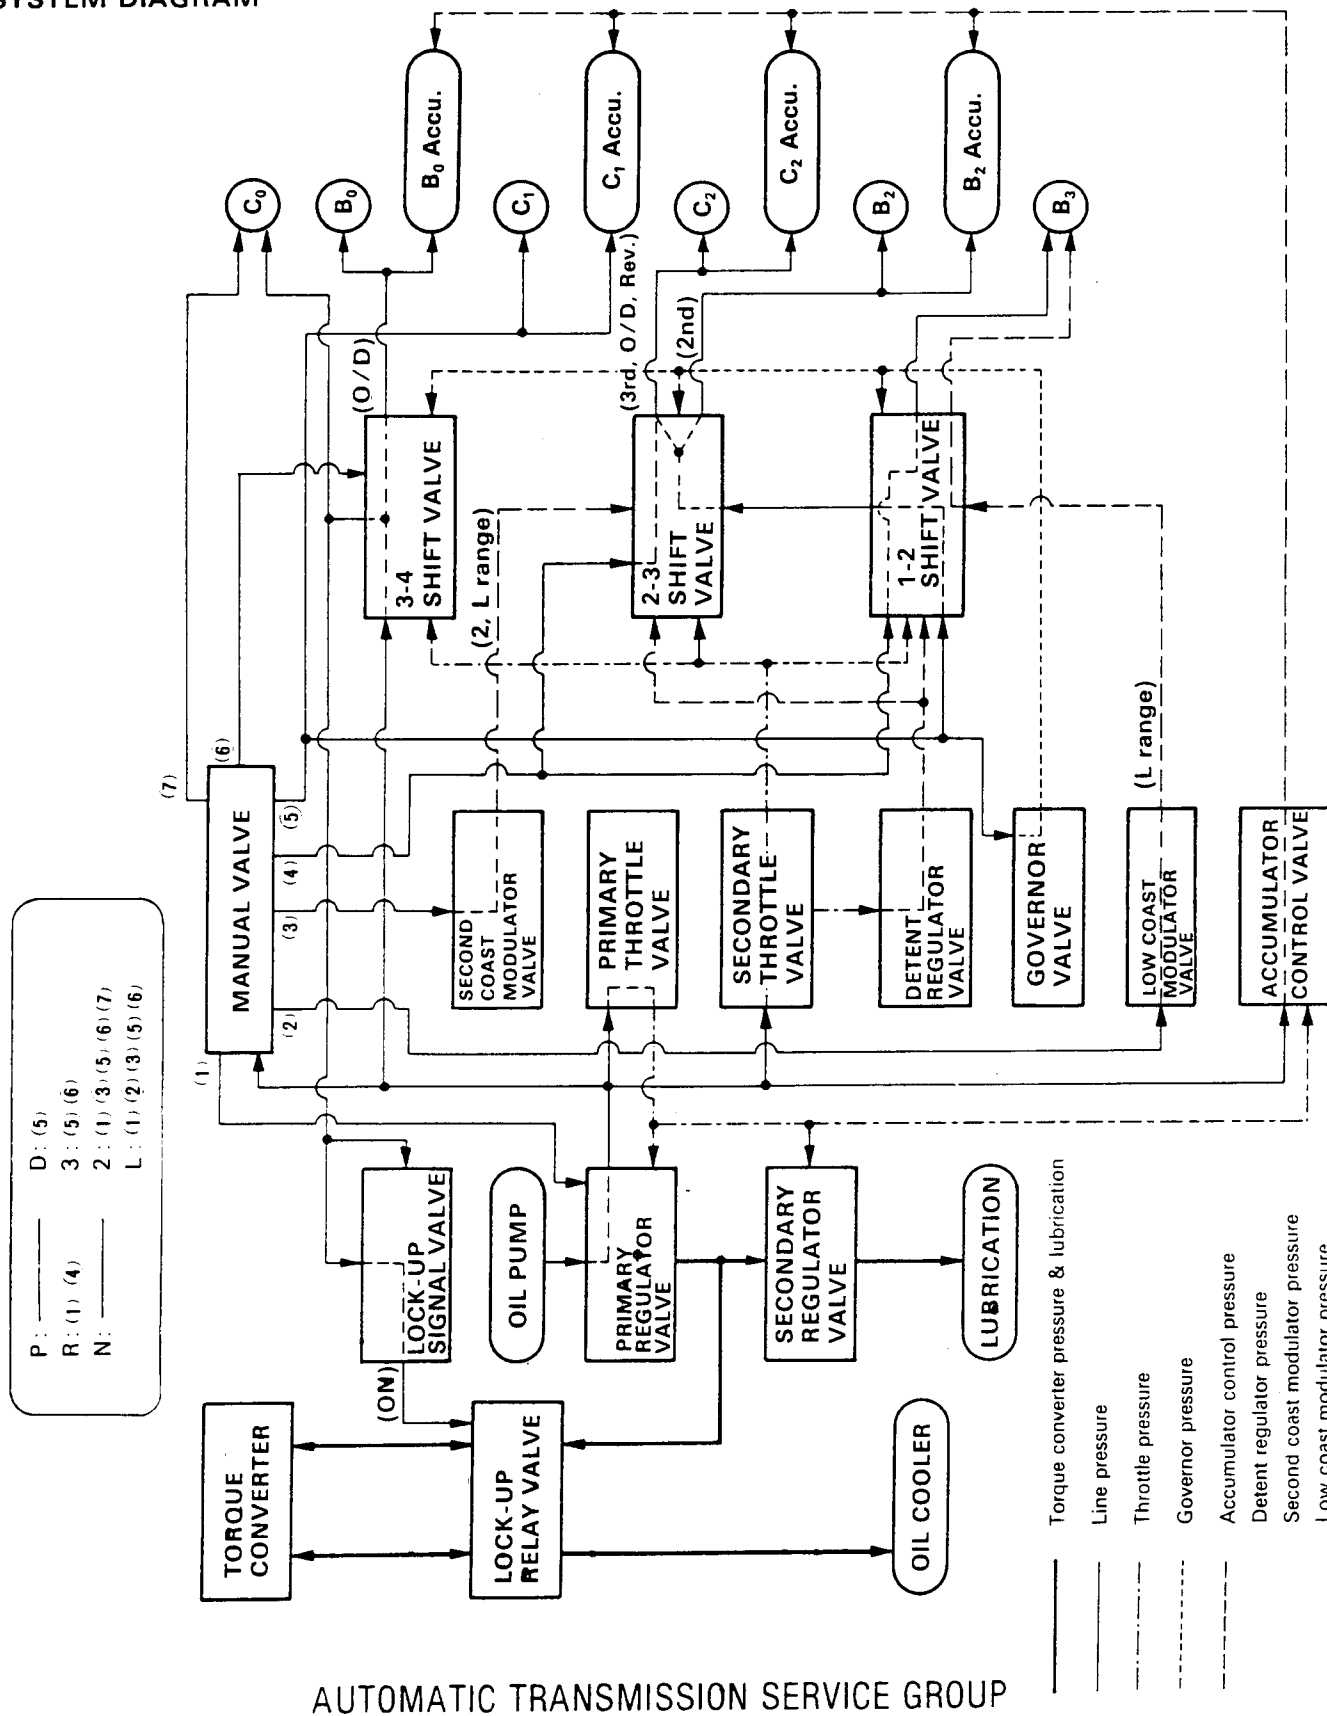 SYSTEM DIAGRAM
P: ——— D: (5)
R: (1) (4) 3: (5) (6)
N: ——— 2: (1) (3) (5) (6) (7)
L: (1) (2) (3) (5) (6)
MANUAL VALVE
(1)
(2)
(3)
(4)
(5)
(6)
(7)
C0
B0
B0 Accu.
C1
C1 Accu.
C2
C2 Accu.
B2
B2 Accu.
B3
(O/D)
(3rd, O/D, Rev.)
(2nd)
3-4
SHIFT VALVE
2-3
SHIFT
VALVE
1-2
SHIFT VALVE
(2, L range)
(L range)
SECOND
COAST
MODULATOR
VALVE
PRIMARY
THROTTLE
VALVE
SECONDARY
THROTTLE
VALVE
DETENT
REGULATOR
VALVE
GOVERNOR
VALVE
LOW COAST
MODULATOR
VALVE
ACCUMULATOR
CONTROL VALVE
LOCK-UP
SIGNAL VALVE
(ON)
OIL PUMP
PRIMARY
REGULATOR
VALVE
SECONDARY
REGULATOR
VALVE
LUBRICATION
TORQUE
CONVERTER
LOCK-UP
RELAY VALVE
OIL COOLER
Torque converter pressure & lubrication
Line pressure
Throttle pressure
Governor pressure
Accumulator control pressure
Detent regulator pressure
Second coast modulator pressure
Low coast modulator pressure
AUTOMATIC TRANSMISSION SERVICE GROUP